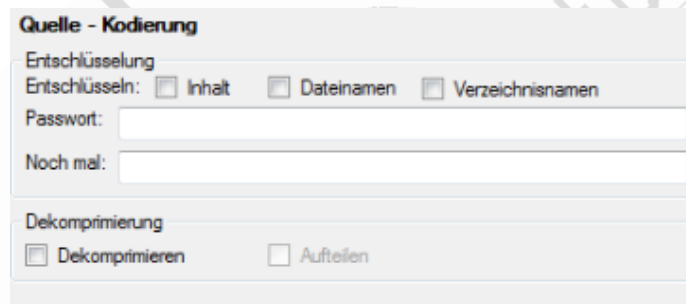 Quelle - Kodierung
Entschlüsselung
Entschlüsseln: Inhalt Dateinamen Verzeichnisnamen
Passwort:
Noch mal:
Dekomprimierung
Dekomprimieren Aufteilen